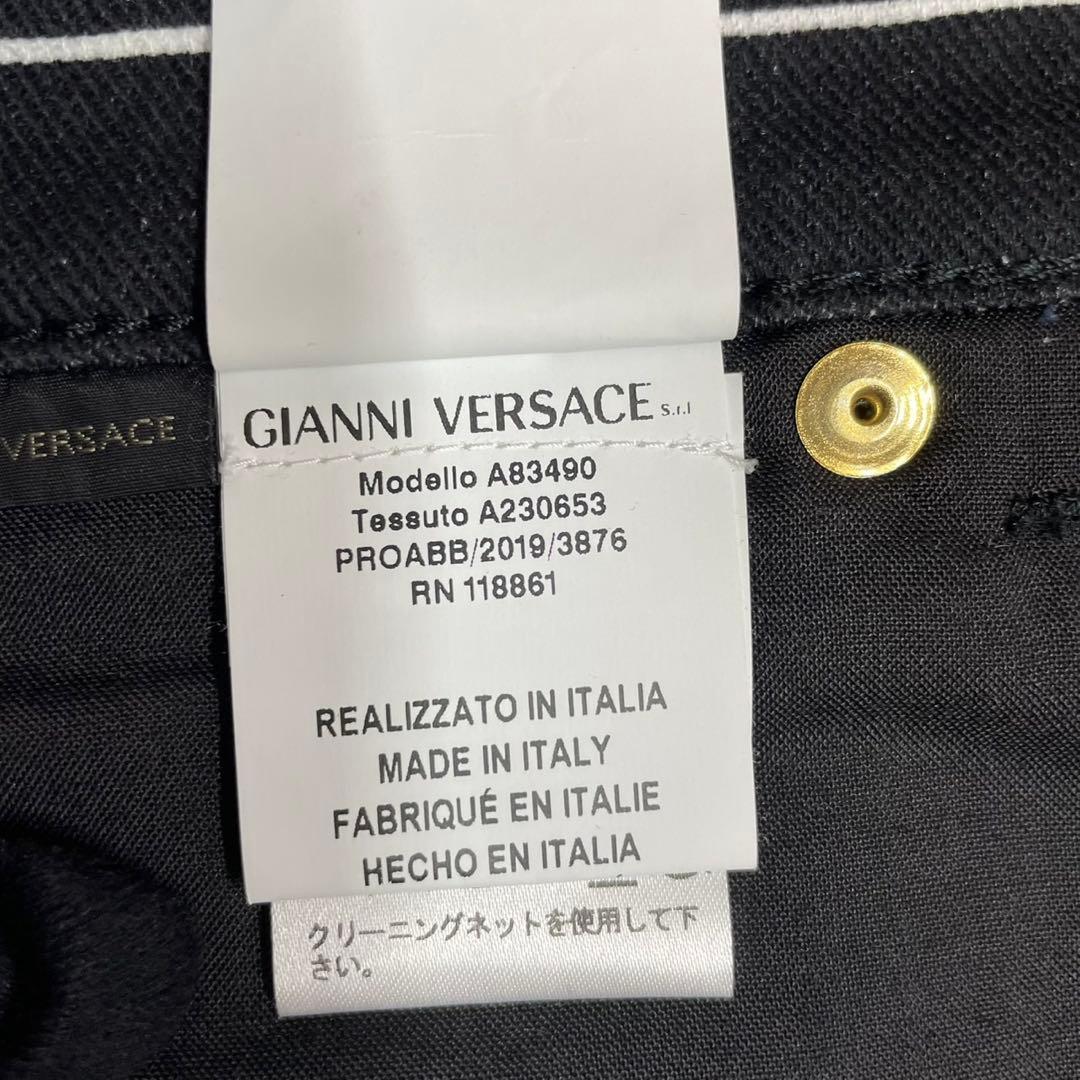 GIANNI VERSACE S.r.l
VERSACE
Modello A83490
Tessuto A230653
PROABB/2019/3876
RN 118861
REALIZZATO IN ITALIA
MADE IN ITALY
FABRIQUÉ EN ITALIE
HECHO EN ITALIA
クリーニングネットを使用して下
さい。